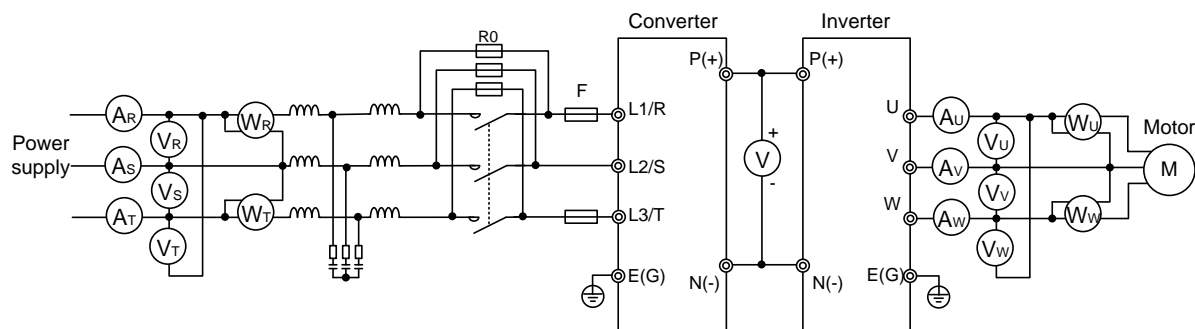 Converter
Inverter
R0
P(+)
P(+)
F
L1/R
U
AR
WR
AU
WU
Motor
VR
VU
Power
supply
AS
L2/S
V
+
V
-
AV
M
VS
VV
AT
WT
L3/T
W
AW
WW
VT
VW
E(G)
N(-)
N(-)
E(G)